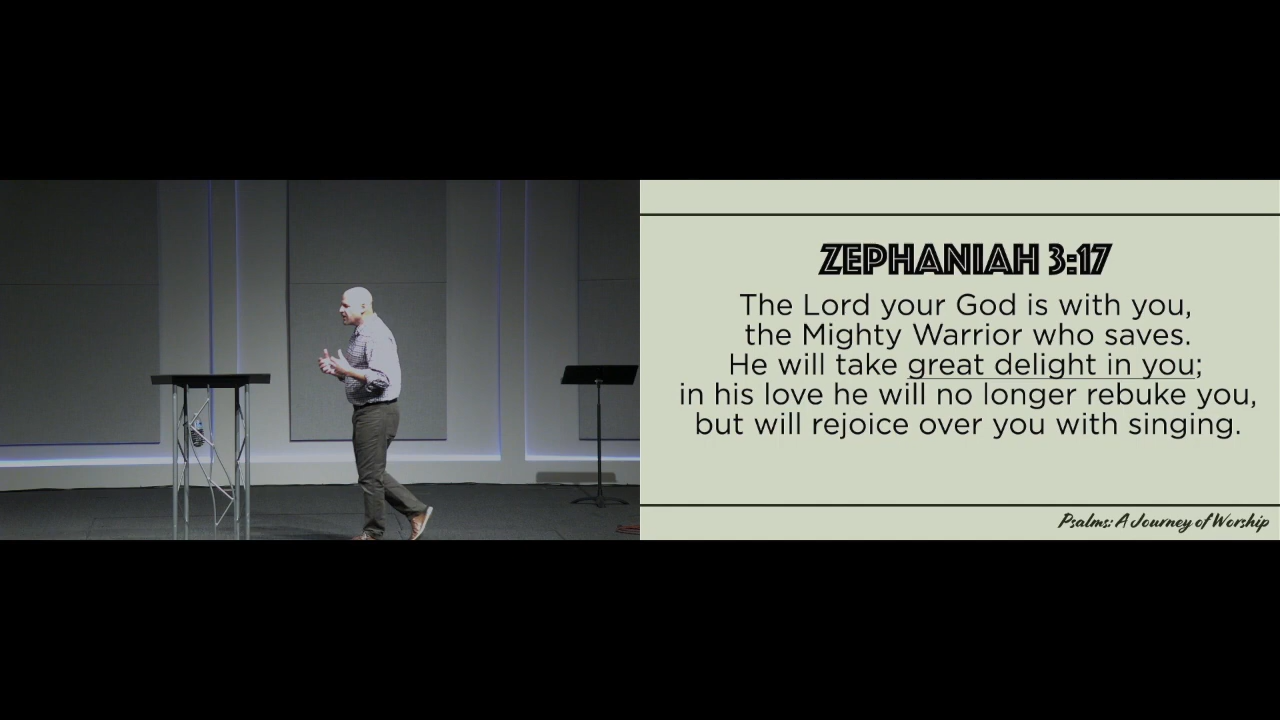 ZEPHANIAH 3:17
The Lord your God is with you,
the Mighty Warrior who saves.
He will take great delight in you;
in his love he will no longer rebuke you,
but will rejoice over you with singing.
Psalms: A Journey of Worship